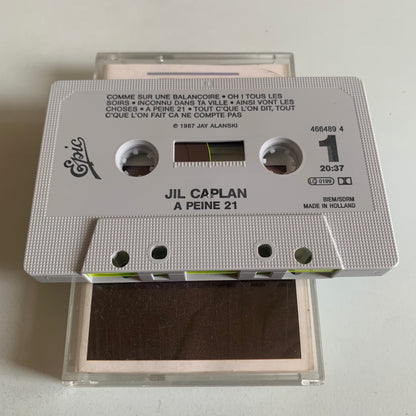 COMME SUR UNE BALANCOIRE • OH ! TOUS LES
SOIRS • INCONNU DANS TA VILLE • AINSI VONT LES
CHOSES • A PEINE 21 • TOUT C'QUE L'ON DIT, TOUT
C'QUE L'ON FAIT CA NE COMPTE PAS
℗ 1987 JAY ALANSKI
466489 4
1
20:37
Epic
LC 0199
JIL CAPLAN
A PEINE 21
BIEM/SDRM
MADE IN HOLLAND